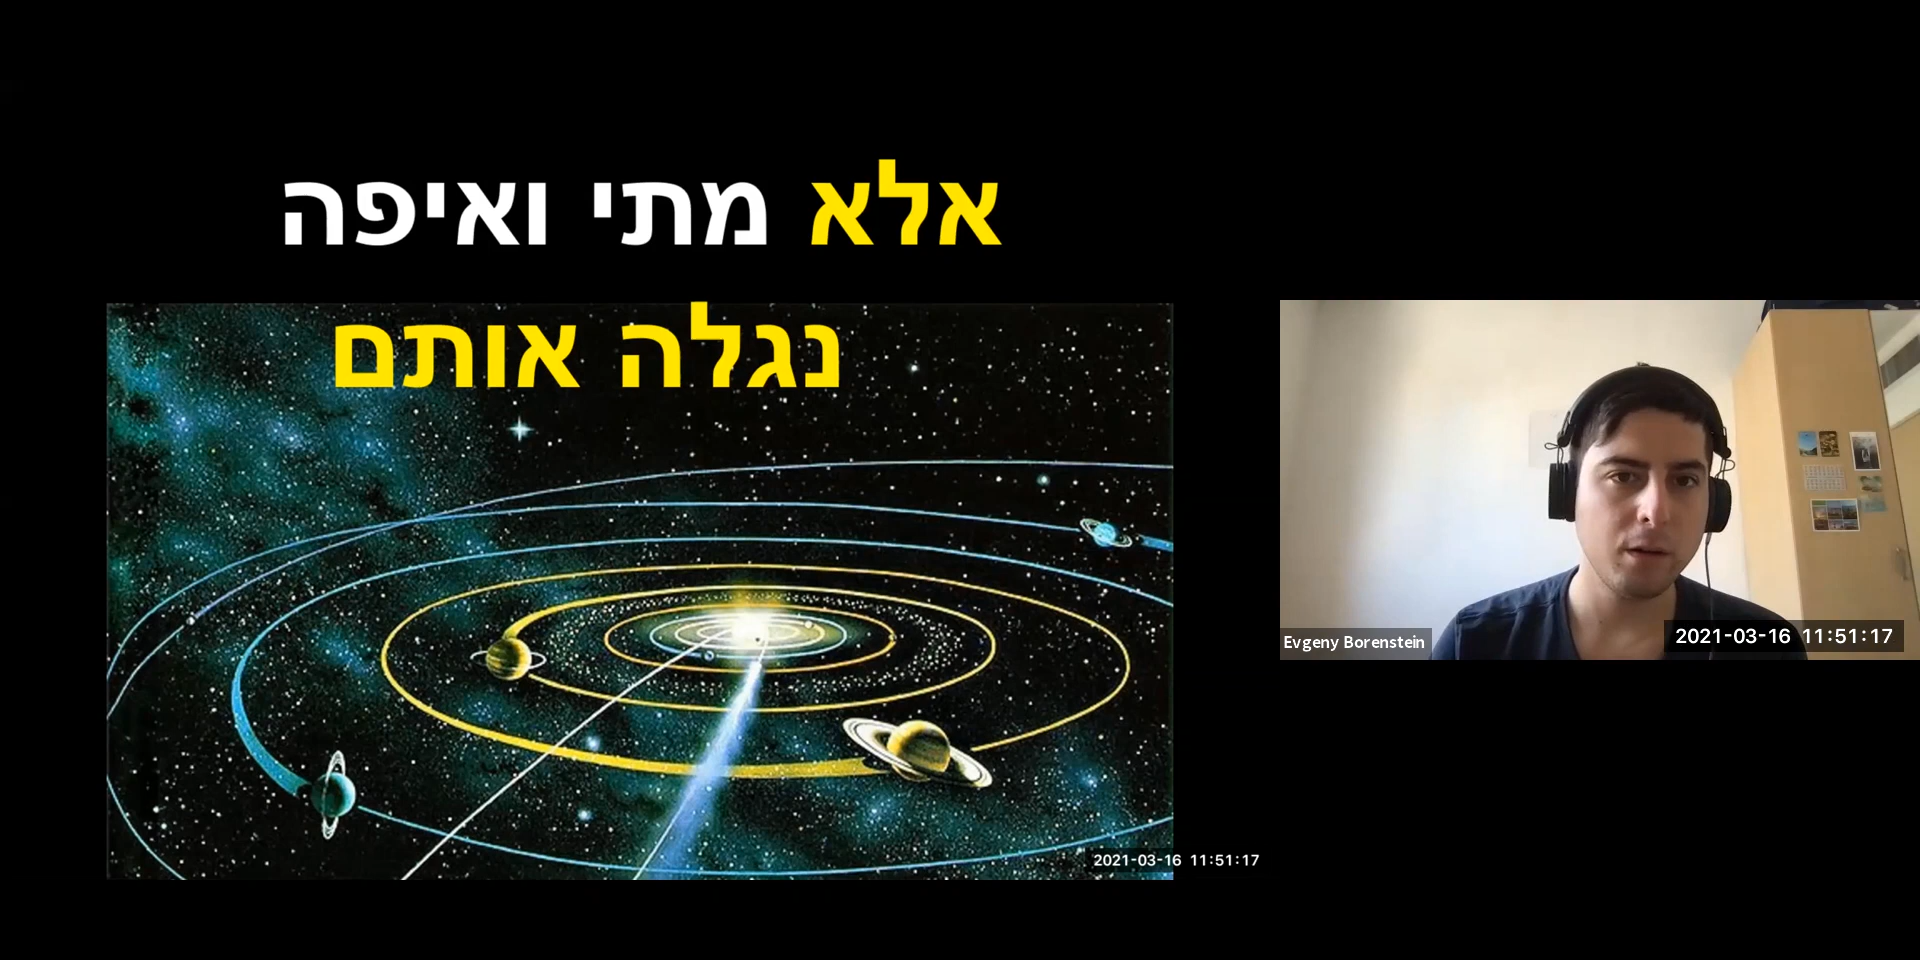 אלא מתי ואיפה
נגלה אותם
2021-03-16 11:51:17
Evgeny Borenstein
2021-03-16 11:51:17